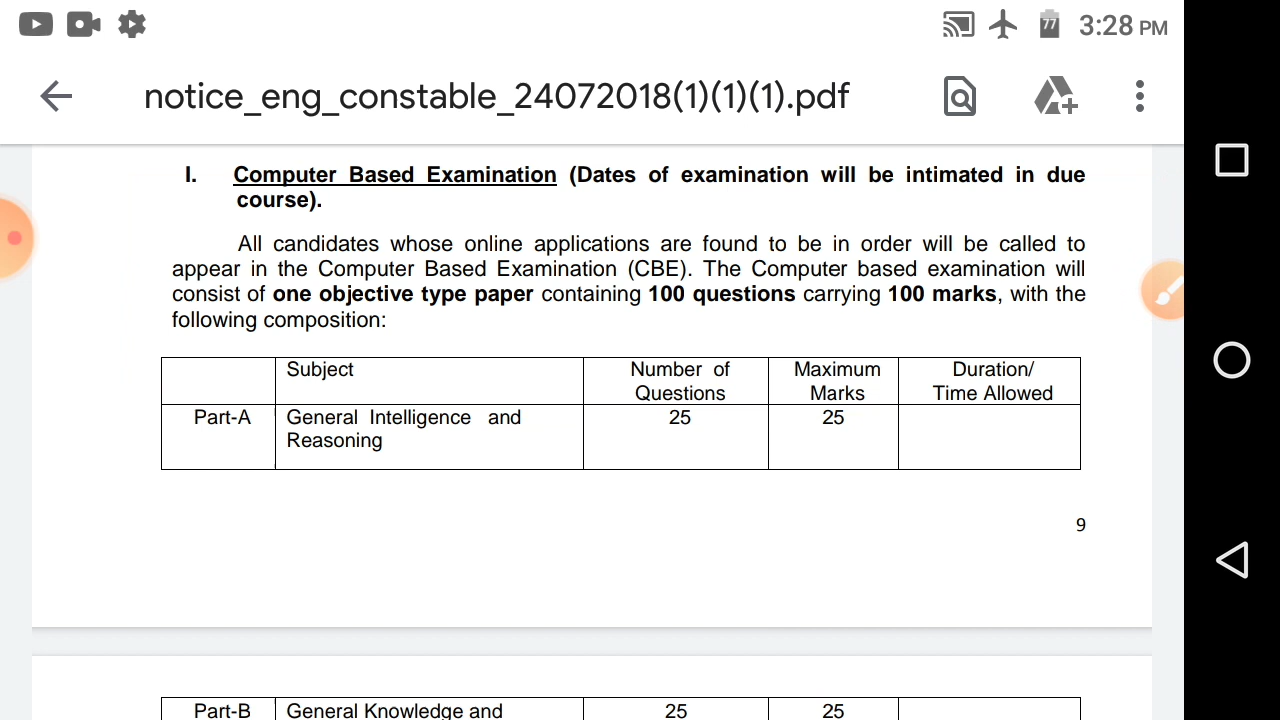 77 3:28 PM
notice_eng_constable_24072018(1)(1)(1).pdf
I. Computer Based Examination (Dates of examination will be intimated in due
course).
All candidates whose online applications are found to be in order will be called to
appear in the Computer Based Examination (CBE). The Computer based examination will
consist of one objective type paper containing 100 questions carrying 100 marks, with the
following composition:
Subject Number of Maximum Duration/
Questions Marks Time Allowed
Part-A General Intelligence and 25 25
Reasoning
9
Part-B General Knowledge and 25 25